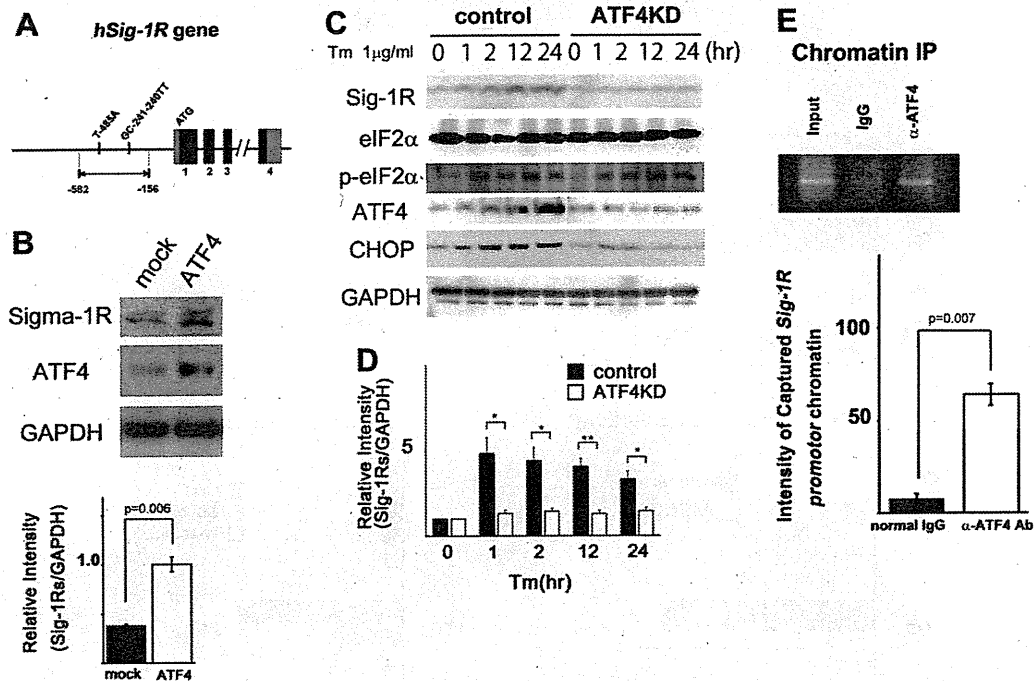 A
hSig-1R gene
T-485A
GC-241-240TT
ATG
1 2 3 4
-582
-156
B
mock ATF4
Sigma-1R
ATF4
GAPDH
p=0.006
1.0
Relative Intensity
(Sig-1Rs/GAPDH)
mock ATF4
C
control ATF4KD
Tm 1μg/ml 0 1 2 12 24 0 1 2 12 24 (hr)
Sig-1R
eIF2α
p-eIF2α
ATF4
CHOP
GAPDH
D
control
ATF4KD
Relative Intensity
(Sig-1Rs/GAPDH)
5
* * ** *
0 1 2 12 24
Tm(hr)
E
Chromatin IP
Input IgG α-ATF4
p=0.007
100
50
Intensity of Captured Sig-1R
promotor chromatin
normal IgG α-ATF4 Ab